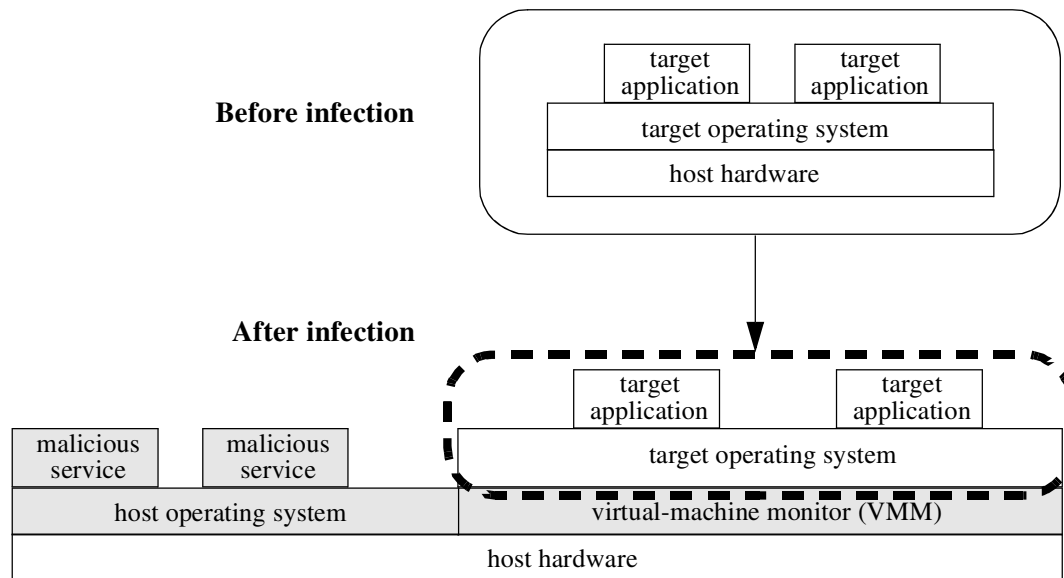 target
application
target
application
Before infection
target operating system
host hardware
After infection
target
application
target
application
malicious
service
malicious
service
target operating system
host operating system
virtual-machine monitor (VMM)
host hardware